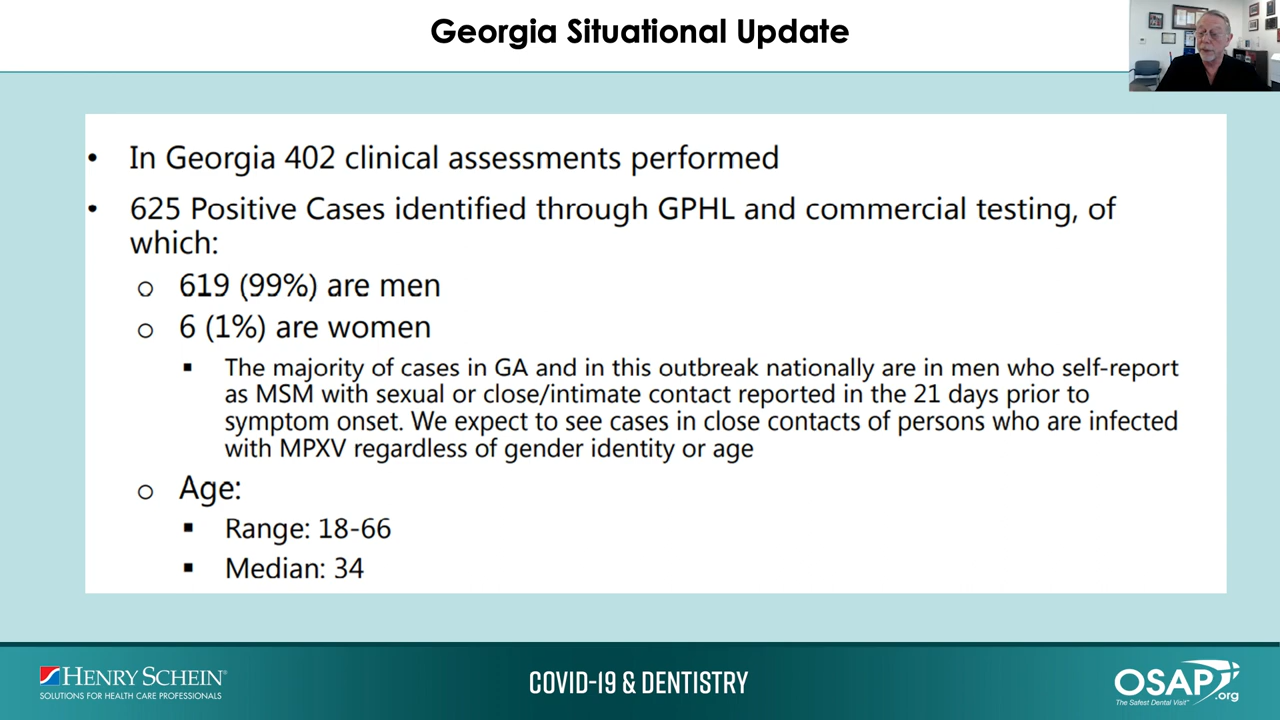 Georgia Situational Update
• In Georgia 402 clinical assessments performed
• 625 Positive Cases identified through GPHL and commercial testing, of
which:
o 619 (99%) are men
o 6 (1%) are women
▪ The majority of cases in GA and in this outbreak nationally are in men who self-report
as MSM with sexual or close/intimate contact reported in the 21 days prior to
symptom onset. We expect to see cases in close contacts of persons who are infected
with MPXV regardless of gender identity or age
o Age:
▪ Range: 18-66
▪ Median: 34
HENRY SCHEIN®
SOLUTIONS FOR HEALTH CARE PROFESSIONALS
COVID-19 & DENTISTRY
OSAP.org
The Safest Dental Visit™